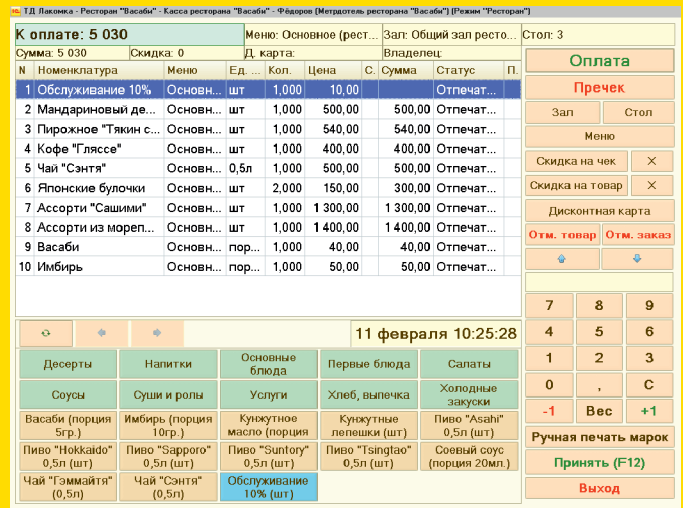 ТД Лакомка - Ресторан "Васаби" - Касса ресторана "Васаби" - Фёдоров (Метрдотель ресторана "Васаби") (Режим "Ресторан")
К оплате: 5 030 Меню: Основное (рест... Зал: Общий зал ресто... Стол: 3
Сумма: 5 030 Скидка: 0 Д. карта: Владелец:
N Номенклатура Меню Ед. ... Кол. Цена С. Сумма Статус П.
1 Обслуживание 10% Основн... шт 1,000 10,00 Отпечат...
2 Мандариновый де... Основн... шт 1,000 500,00 500,00 Отпечат...
3 Пирожное "Тякин с... Основн... шт 1,000 540,00 540,00 Отпечат...
4 Кофе "Гляссе" Основн... шт 1,000 400,00 400,00 Отпечат...
5 Чай "Сэнтя" Основн... 0,5л 1,000 500,00 500,00 Отпечат...
6 Японские булочки Основн... шт 2,000 150,00 300,00 Отпечат...
7 Ассорти "Сашими" Основн... шт 1,000 1 300,00 1 300,00 Отпечат...
8 Ассорти из мореп... Основн... шт 1,000 1 400,00 1 400,00 Отпечат...
9 Васаби Основн... пор... 1,000 40,00 40,00 Отпечат...
10 Имбирь Основн... пор... 1,000 50,00 50,00 Отпечат...
Оплата
Пречек
Зал Стол
Меню
Скидка на чек X
Скидка на товар X
Дисконтная карта
Отм. товар Отм. заказ
11 февраля 10:25:28
Десерты Напитки Основные блюда Первые блюда Салаты
Соусы Суши и ролы Услуги Хлеб, выпечка Холодные закуски
Васаби (порция 5гр.) Имбирь (порция 10гр.) Кунжутное масло (порция Кунжутные лепешки (шт) Пиво "Asahi" 0,5л (шт)
Пиво "Hokkaido" 0,5л (шт) Пиво "Sapporo" 0,5л (шт) Пиво "Suntory" 0,5л (шт) Пиво "Tsingtao" 0,5л (шт) Соевый соус (порция 20мл.)
Чай "Гэммайтя" (0,5л) Чай "Сэнтя" (0,5л) Обслуживание 10% (шт)
7 8 9
4 5 6
1 2 3
0 , C
-1 Вес +1
Ручная печать марок
Принять (F12)
Выход